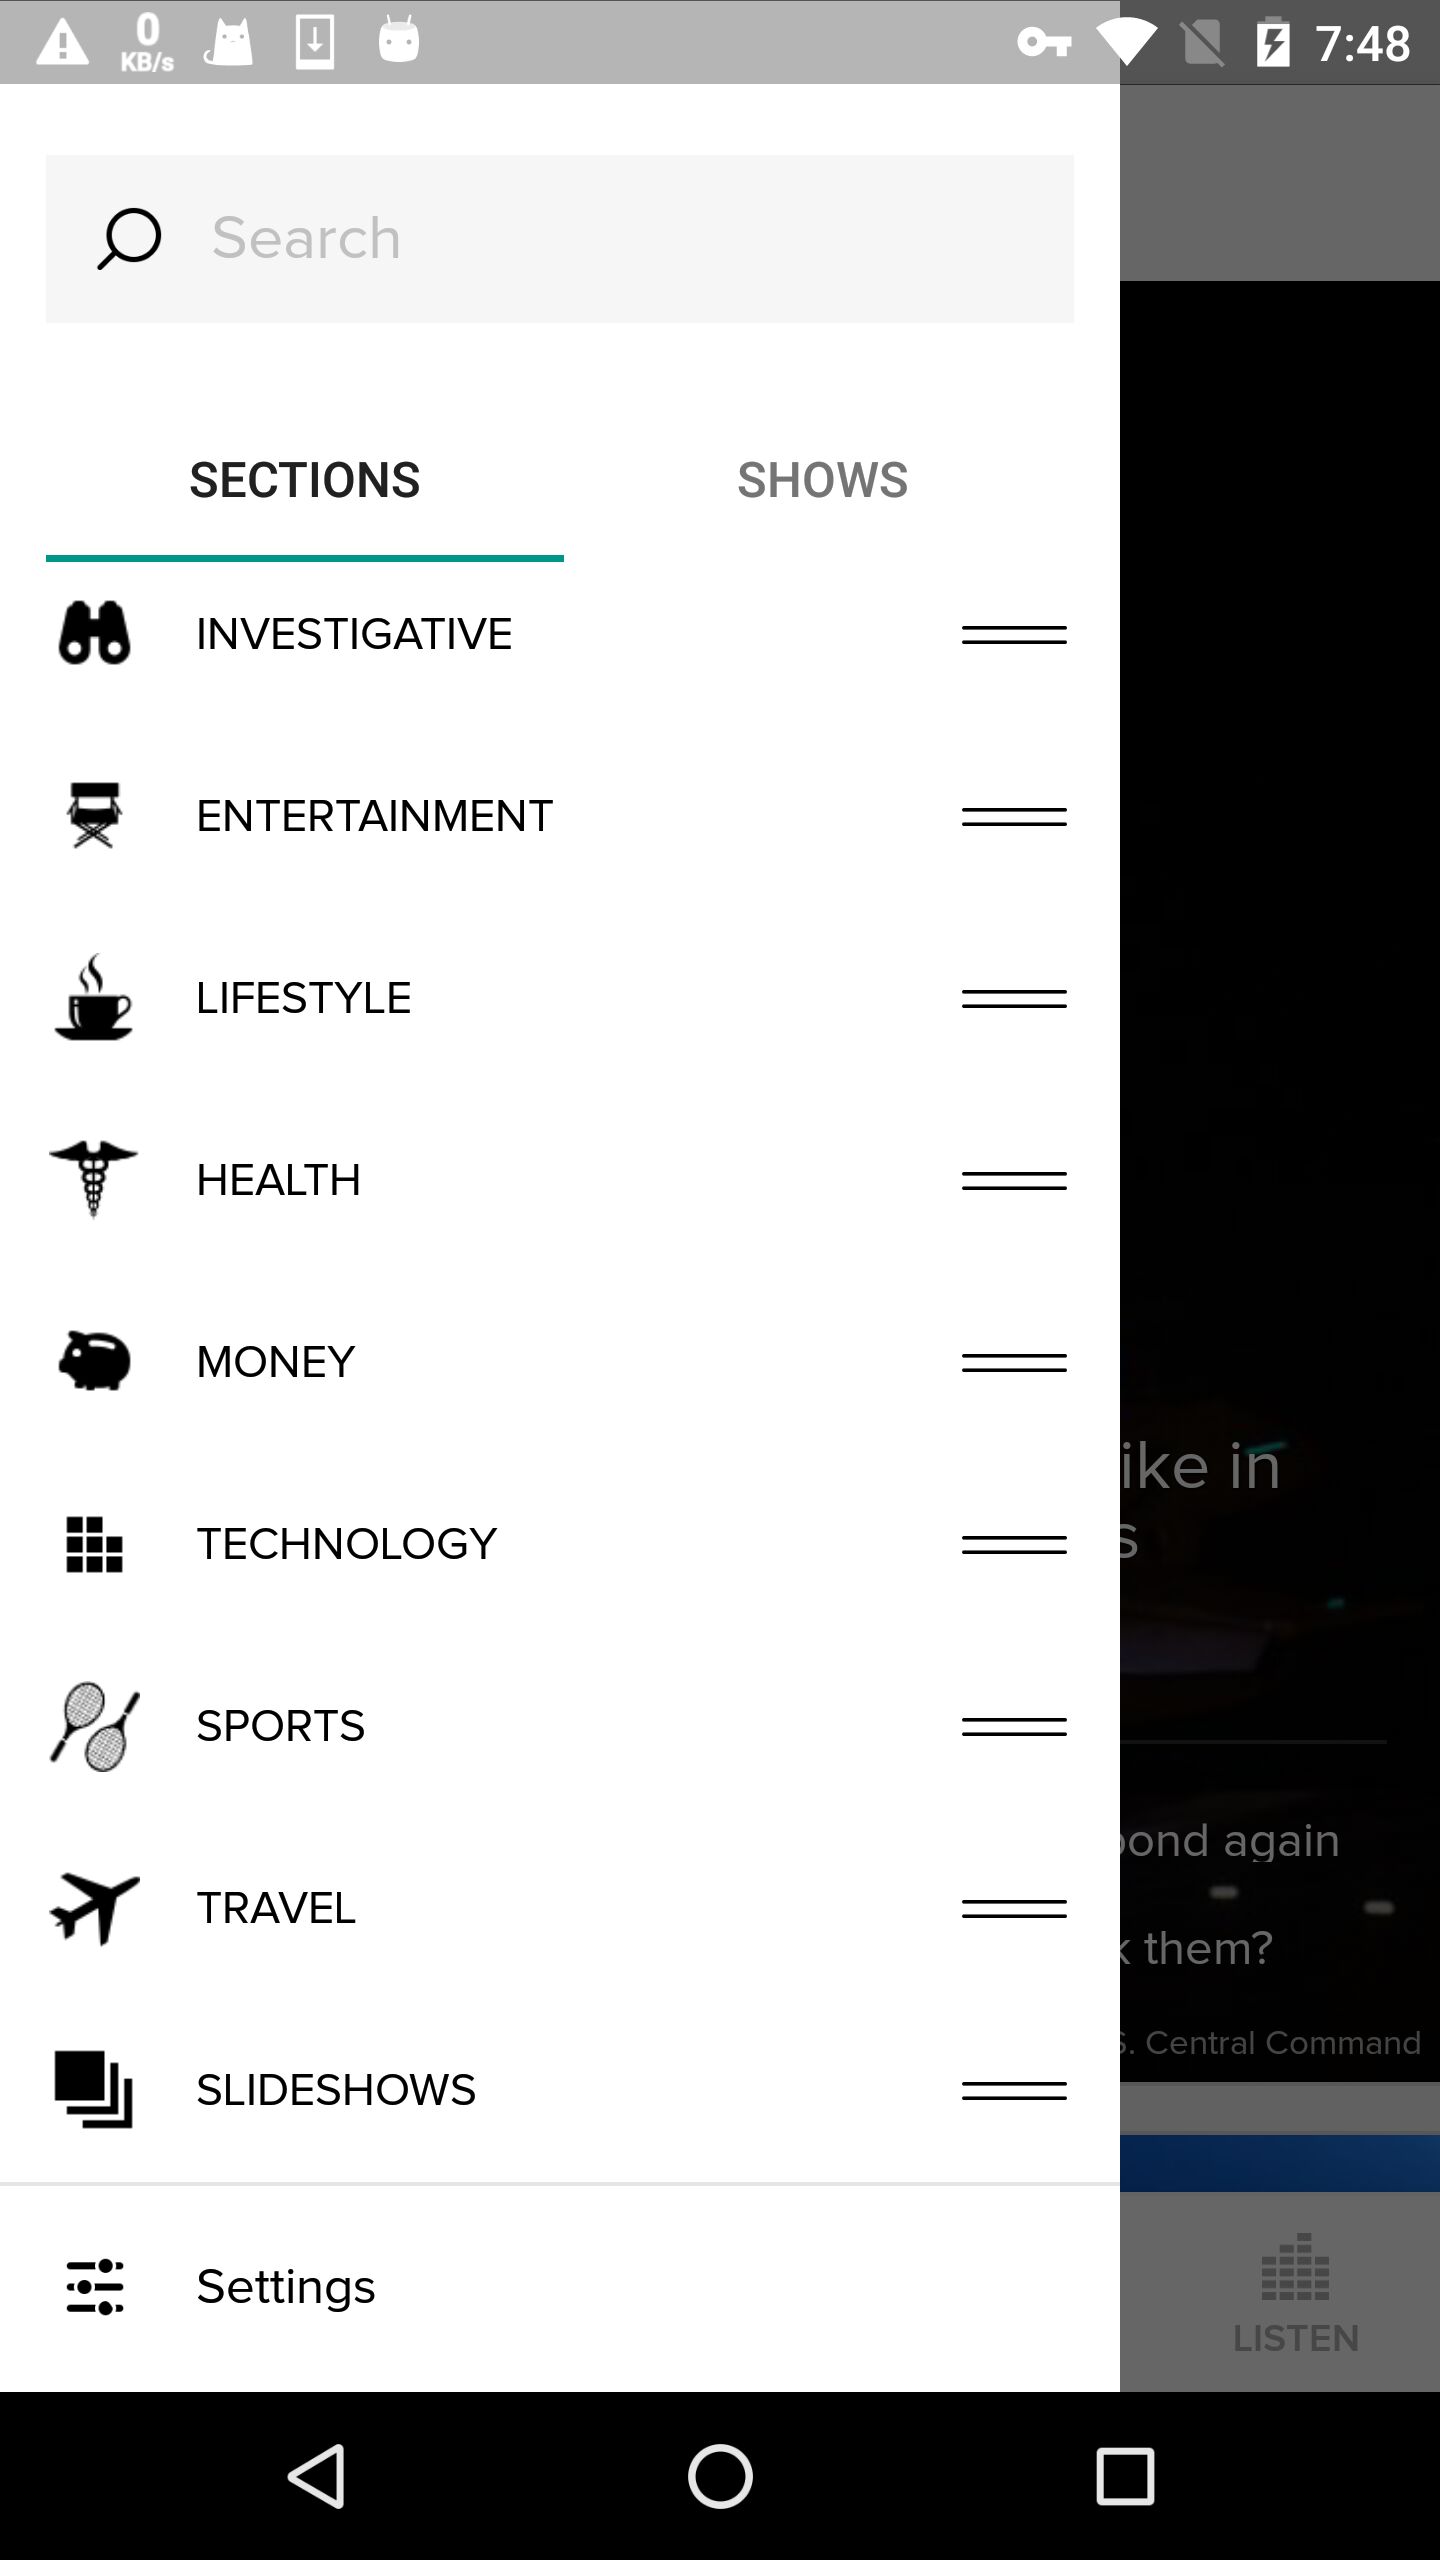 0
KB/s
7:48
Search
SECTIONS
SHOWS
INVESTIGATIVE
ENTERTAINMENT
LIFESTYLE
HEALTH
MONEY
ike in
TECHNOLOGY
s
SPORTS
ond again
TRAVEL
them?
S. Central Command
SLIDESHOWS
Settings
LISTEN